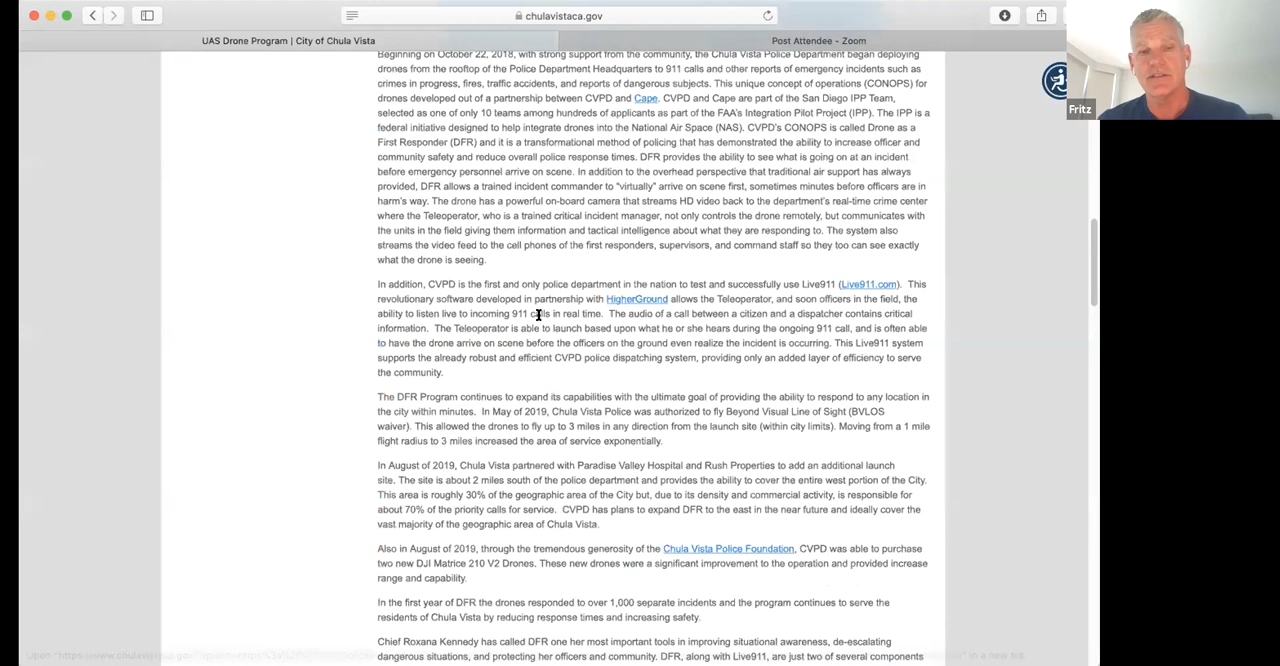 chulavistaca.gov
UAS Drone Program | City of Chula Vista
Post Attendee - Zoom
Fritz
Beginning on October 22, 2018, with strong support from the community, the Chula Vista Police Department began deploying
drones from the rooftop of the Police Department Headquarters to 911 calls and other reports of emergency incidents such as
crimes in progress, fires, traffic accidents, and reports of dangerous subjects. This unique concept of operations (CONOPS) for
drones developed out of a partnership between CVPD and Cape. CVPD and Cape are part of the San Diego IPP Team,
selected as one of only 10 teams among hundreds of applicants as part of the FAA's Integration Pilot Project (IPP). The IPP is a
federal initiative designed to help integrate drones into the National Air Space (NAS). CVPD's CONOPS is called Drone as a
First Responder (DFR) and it is a transformational method of policing that has demonstrated the ability to increase officer and
community safety and reduce overall police response times. DFR provides the ability to see what is going on at an incident
before emergency personnel arrive on scene. In addition to the overhead perspective that traditional air support has always
provided, DFR allows a trained incident commander to "virtually" arrive on scene first, sometimes minutes before officers are in
harm's way. The drone has a powerful on-board camera that streams HD video back to the department's real-time crime center
where the Teleoperator, who is a trained critical incident manager, not only controls the drone remotely, but communicates with
the units in the field giving them information and tactical intelligence about what they are responding to. The system also
streams the video feed to the cell phones of the first responders, supervisors, and command staff so they too can see exactly
what the drone is seeing.
In addition, CVPD is the first and only police department in the nation to test and successfully use Live911 (Live911.com). This
revolutionary software developed in partnership with HigherGround allows the Teleoperator, and soon officers in the field, the
ability to listen live to incoming 911 calls in real time. The audio of a call between a citizen and a dispatcher contains critical
information. The Teleoperator is able to launch based upon what he or she hears during the ongoing 911 call, and is often able
to have the drone arrive on scene before the officers on the ground even realize the incident is occurring. This Live911 system
supports the already robust and efficient CVPD police dispatching system, providing only an added layer of efficiency to serve
the community.
The DFR Program continues to expand its capabilities with the ultimate goal of providing the ability to respond to any location in
the city within minutes. In May of 2019, Chula Vista Police was authorized to fly Beyond Visual Line of Sight (BVLOS
waiver). This allowed the drones to fly up to 3 miles in any direction from the launch site (within city limits). Moving from a 1 mile
flight radius to 3 miles increased the area of service exponentially.
In August of 2019, Chula Vista partnered with Paradise Valley Hospital and Rush Properties to add an additional launch
site. The site is about 2 miles south of the police department and provides the ability to cover the entire west portion of the City.
This area is roughly 30% of the geographic area of the City but, due to its density and commercial activity, is responsible for
about 70% of the priority calls for service. CVPD has plans to expand DFR to the east in the near future and ideally cover the
vast majority of the geographic area of Chula Vista.
Also in August of 2019, through the tremendous generosity of the Chula Vista Police Foundation, CVPD was able to purchase
two new DJI Matrice 210 V2 Drones. These new drones were a significant improvement to the operation and provided increase
range and capability.
In the first year of DFR the drones responded to over 1,000 separate incidents and the program continues to serve the
residents of Chula Vista by reducing response times and increasing safety.
Chief Roxana Kennedy has called DFR one her most important tools in improving situational awareness, de-escalating
dangerous situations, and protecting her officers and community. DFR, along with Live911, are just two of several components